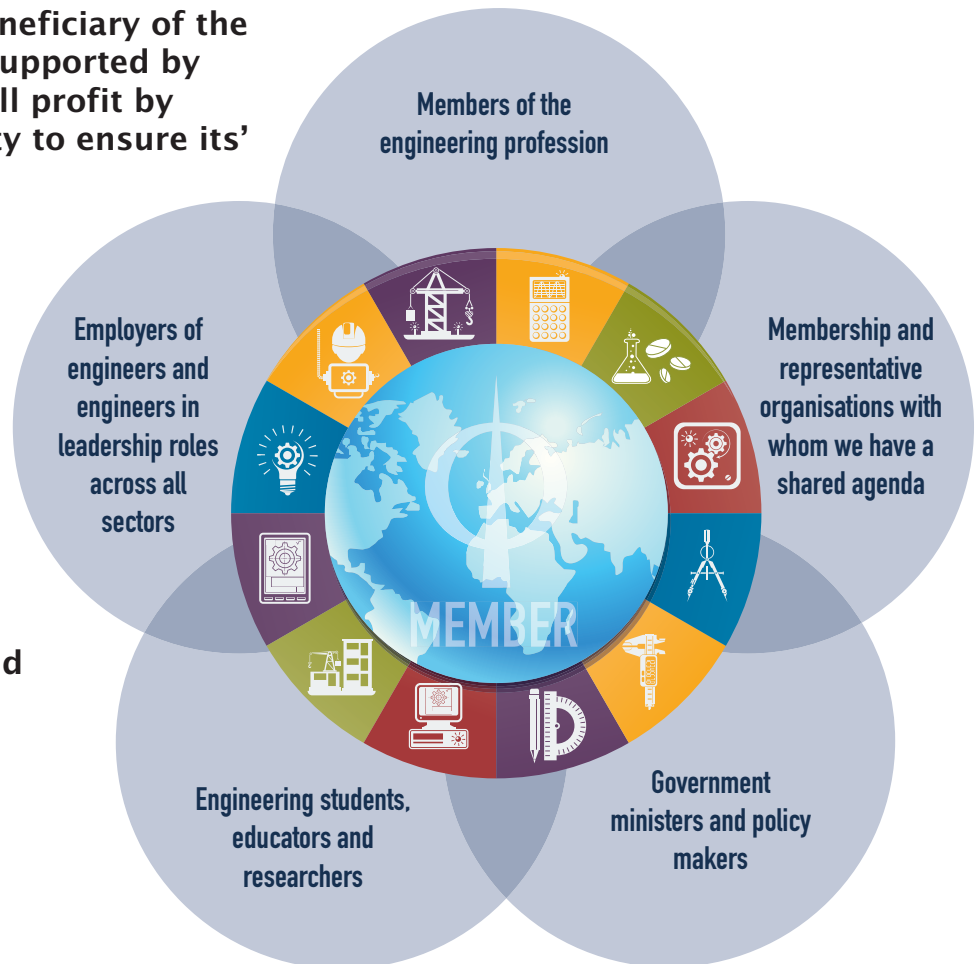 neficiary of the
upported by
ll profit by
ty to ensure its'
Members of the
engineering profession
Employers of
engineers and
engineers in
leadership roles
across all
sectors
Membership and
representative
organisations with
whom we have a
shared agenda
MEMBER
d
Engineering students,
educators and
researchers
Government
ministers and policy
makers